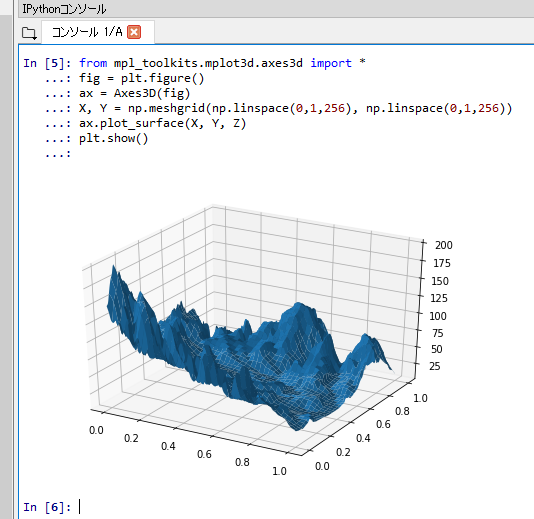 IPythonコンソール
コンソール 1/A
In [5]: from mpl_toolkits.mplot3d.axes3d import *
...: fig = plt.figure()
...: ax = Axes3D(fig)
...: X, Y = np.meshgrid(np.linspace(0,1,256), np.linspace(0,1,256))
...: ax.plot_surface(X, Y, Z)
...: plt.show()
...:
200
175
150
125
100
75
50
25
0.0
0.2
0.4
0.6
0.8
1.0
0.0
0.2
0.4
0.6
0.8
1.0
In [6]: